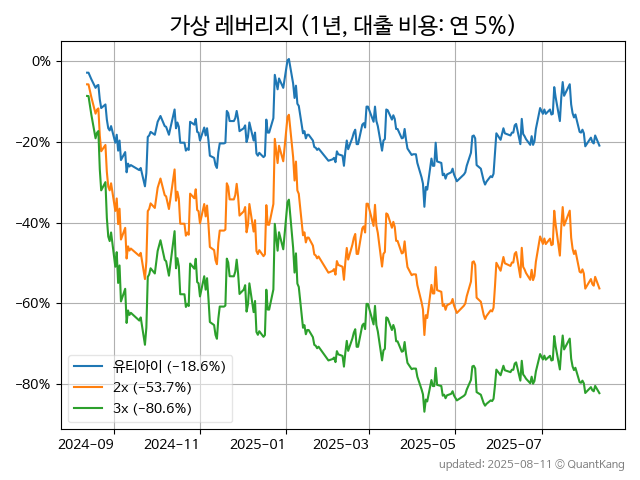 가상 레버리지 (1년, 대출 비용: 연 5%)
0%
−20%
−40%
−60%
−80%
유티아이 (−18.6%)
2x (−53.7%)
3x (−80.6%)
2024-09 2024-11 2025-01 2025-03 2025-05 2025-07
updated: 2025-08-11 © QuantKang